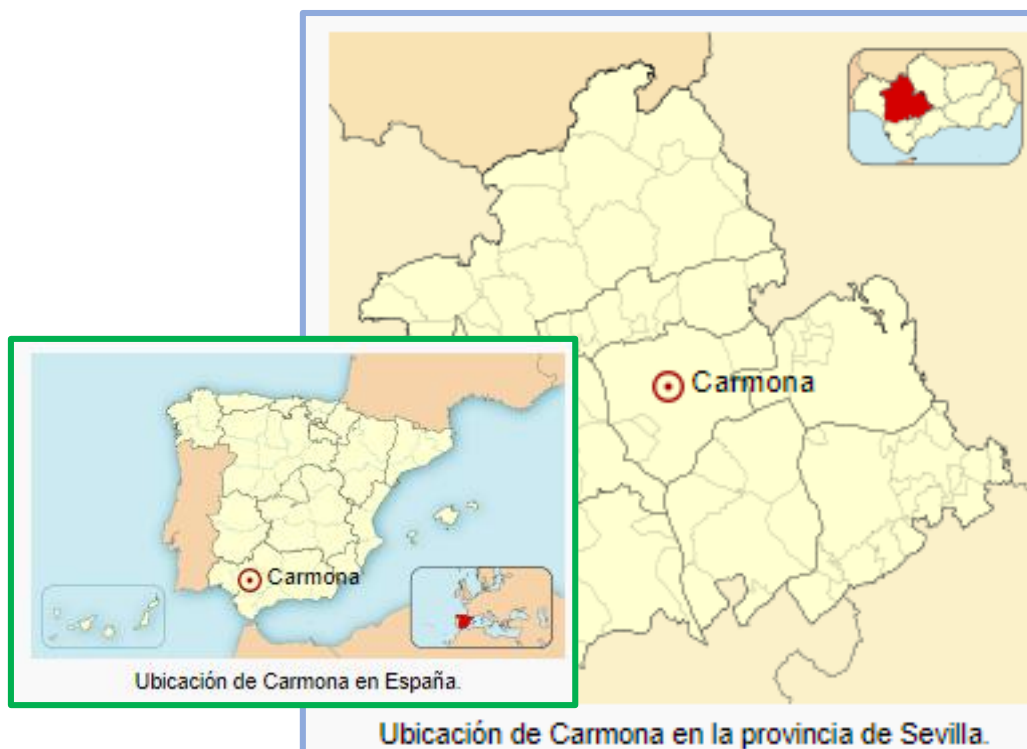 Carmona
Carmona
Ubicación de Carmona en España.
Ubicación de Carmona en la provincia de Sevilla.